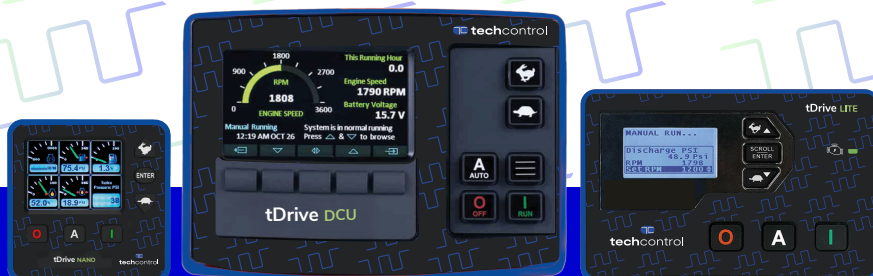 75.4
1.3
52.0
18.9
38
ENTER
O A I
tDrive NANO
techcontrol
techcontrol
1800
900
2700
RPM
1808
0
3600
ENGINE SPEED
This Running Hour
0.0
Engine Speed
1790 RPM
Battery Voltage
15.7 V
Manual Running
12:19 AM OCT 26
System is in normal running
Press △ & ▽ to browse
A
AUTO
O
OFF
I
RUN
tDrive DCU
tDrive LITE
MANUAL RUN...
Discharge PSI
48.9 Psi
RPM 1798
Set RPM 1200
SCROLL
ENTER
techcontrol
O A I